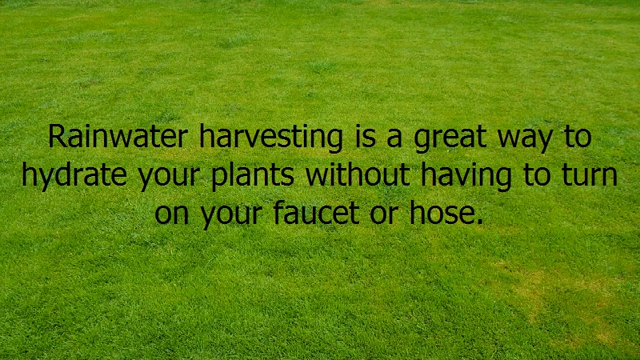 Rainwater harvesting is a great way to
hydrate your plants without having to turn
on your faucet or hose.